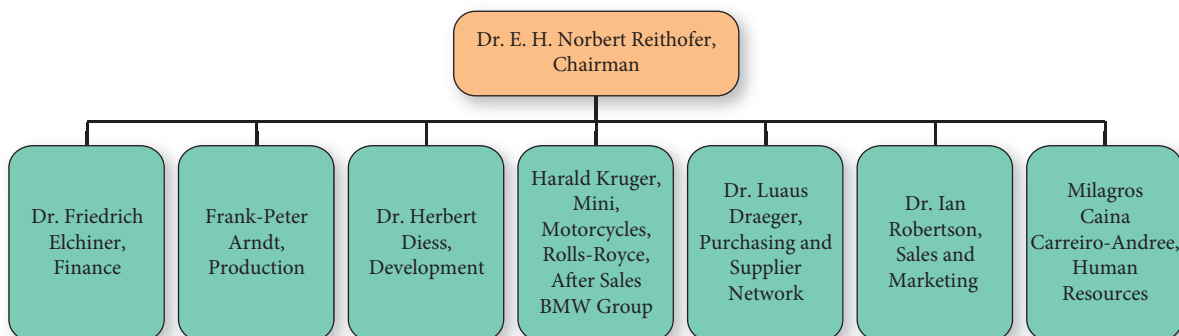 Dr. E. H. Norbert Reithofer,
Chairman
Dr. Friedrich
Elchiner,
Finance
Frank-Peter
Arndt,
Production
Dr. Herbert
Diess,
Development
Harald Kruger,
Mini,
Motorcycles,
Rolls-Royce,
After Sales
BMW Group
Dr. Luaus
Draeger,
Purchasing and
Supplier
Network
Dr. Ian
Robertson,
Sales and
Marketing
Milagros
Caina
Carreiro-Andree,
Human
Resources